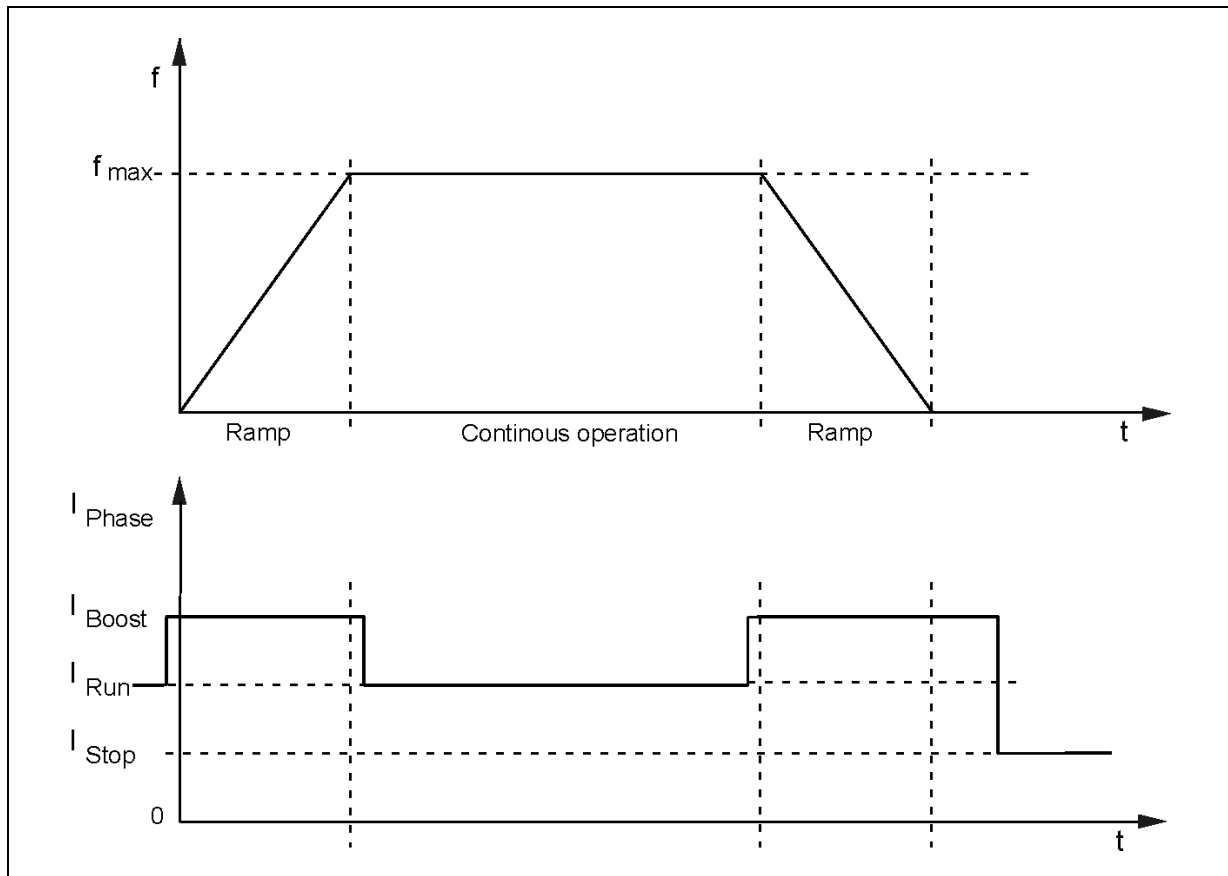 f
f max
Ramp Continous operation Ramp
t
I Phase
I Boost
I Run
I Stop
0
t